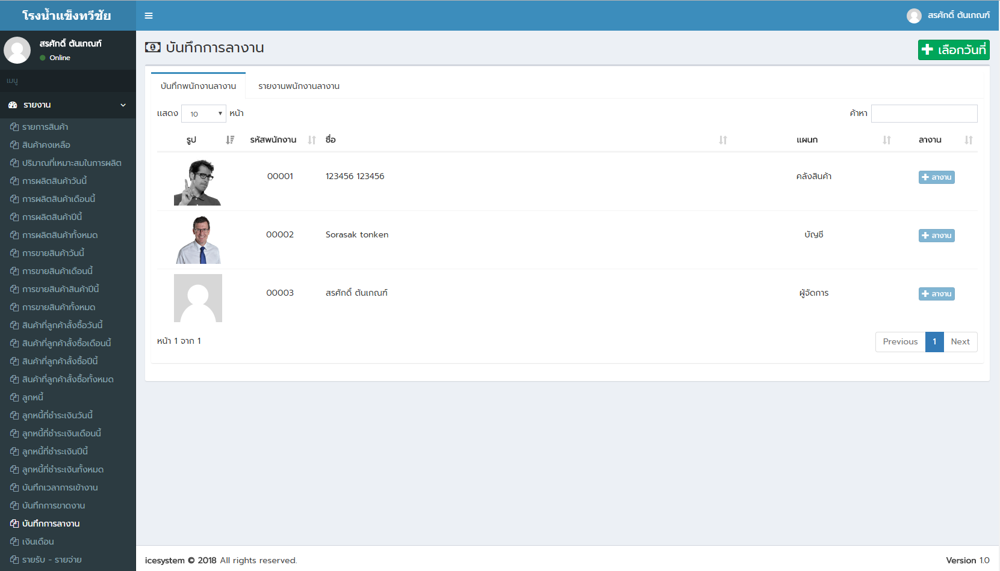 โรงน้ำแข็งทวีชัย
สรศักดิ์ ต้นเกณฑ์
สรศักดิ์ ต้นเกณฑ์
Online
เมนู
รายงาน
รายการสินค้า
สินค้าคงเหลือ
ปริมาณที่เหมาะสมในการผลิต
การผลิตสินค้าวันนี้
การผลิตสินค้าเดือนนี้
การผลิตสินค้าปีนี้
การผลิตสินค้าทั้งหมด
การขายสินค้าวันนี้
การขายสินค้าเดือนนี้
การขายสินค้าสินค้าปีนี้
การขายสินค้าทั้งหมด
สินค้าที่ลูกค้าสั่งซื้อวันนี้
สินค้าที่ลูกค้าสั่งซื้อเดือนนี้
สินค้าที่ลูกค้าสั่งซื้อปีนี้
สินค้าที่ลูกค้าสั่งซื้อทั้งหมด
ลูกหนี้
ลูกหนี้ที่ชำระเงินวันนี้
ลูกหนี้ที่ชำระเงินเดือนนี้
ลูกหนี้ที่ชำระเงินปีนี้
ลูกหนี้ที่ชำระเงินทั้งหมด
บันทึกเวลาการเข้างาน
บันทึกการขาดงาน
บันทึกการลางาน
เงินเดือน
รายรับ - รายจ่าย
บันทึกการลางาน
เลือกวันที่
บันทึกพนักงานลางาน รายงานพนักงานลางาน
แสดง 10 หน้า ค้าหา
รูป รหัสพนักงาน ชื่อ แผนก ลางาน
00001 123456 123456 คลังสินค้า ลางาน
00002 Sorasak tonken บัญชี ลางาน
00003 สรศักดิ์ ต้นเกณฑ์ ผู้จัดการ ลางาน
หน้า 1 จาก 1 Previous 1 Next
icesystem © 2018 All rights reserved. Version 1.0